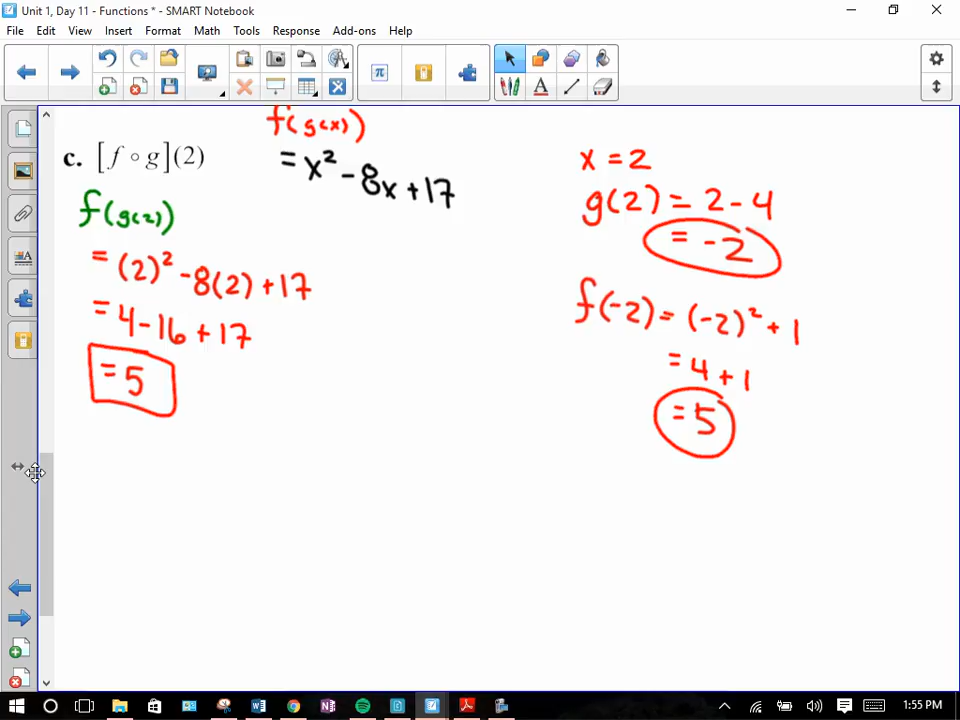 Unit 1, Day 11 - Functions * - SMART Notebook
File Edit View Insert Format Math Tools Response Add-ons Help
f(g(x))
= x² - 8x + 17
c. [f ∘ g](2)
f(g(2))
= (2)² - 8(2) + 17
= 4 - 16 + 17
= 5
x = 2
g(2) = 2 - 4
= -2
f(-2) = (-2)² + 1
= 4 + 1
= 5
1:55 PM